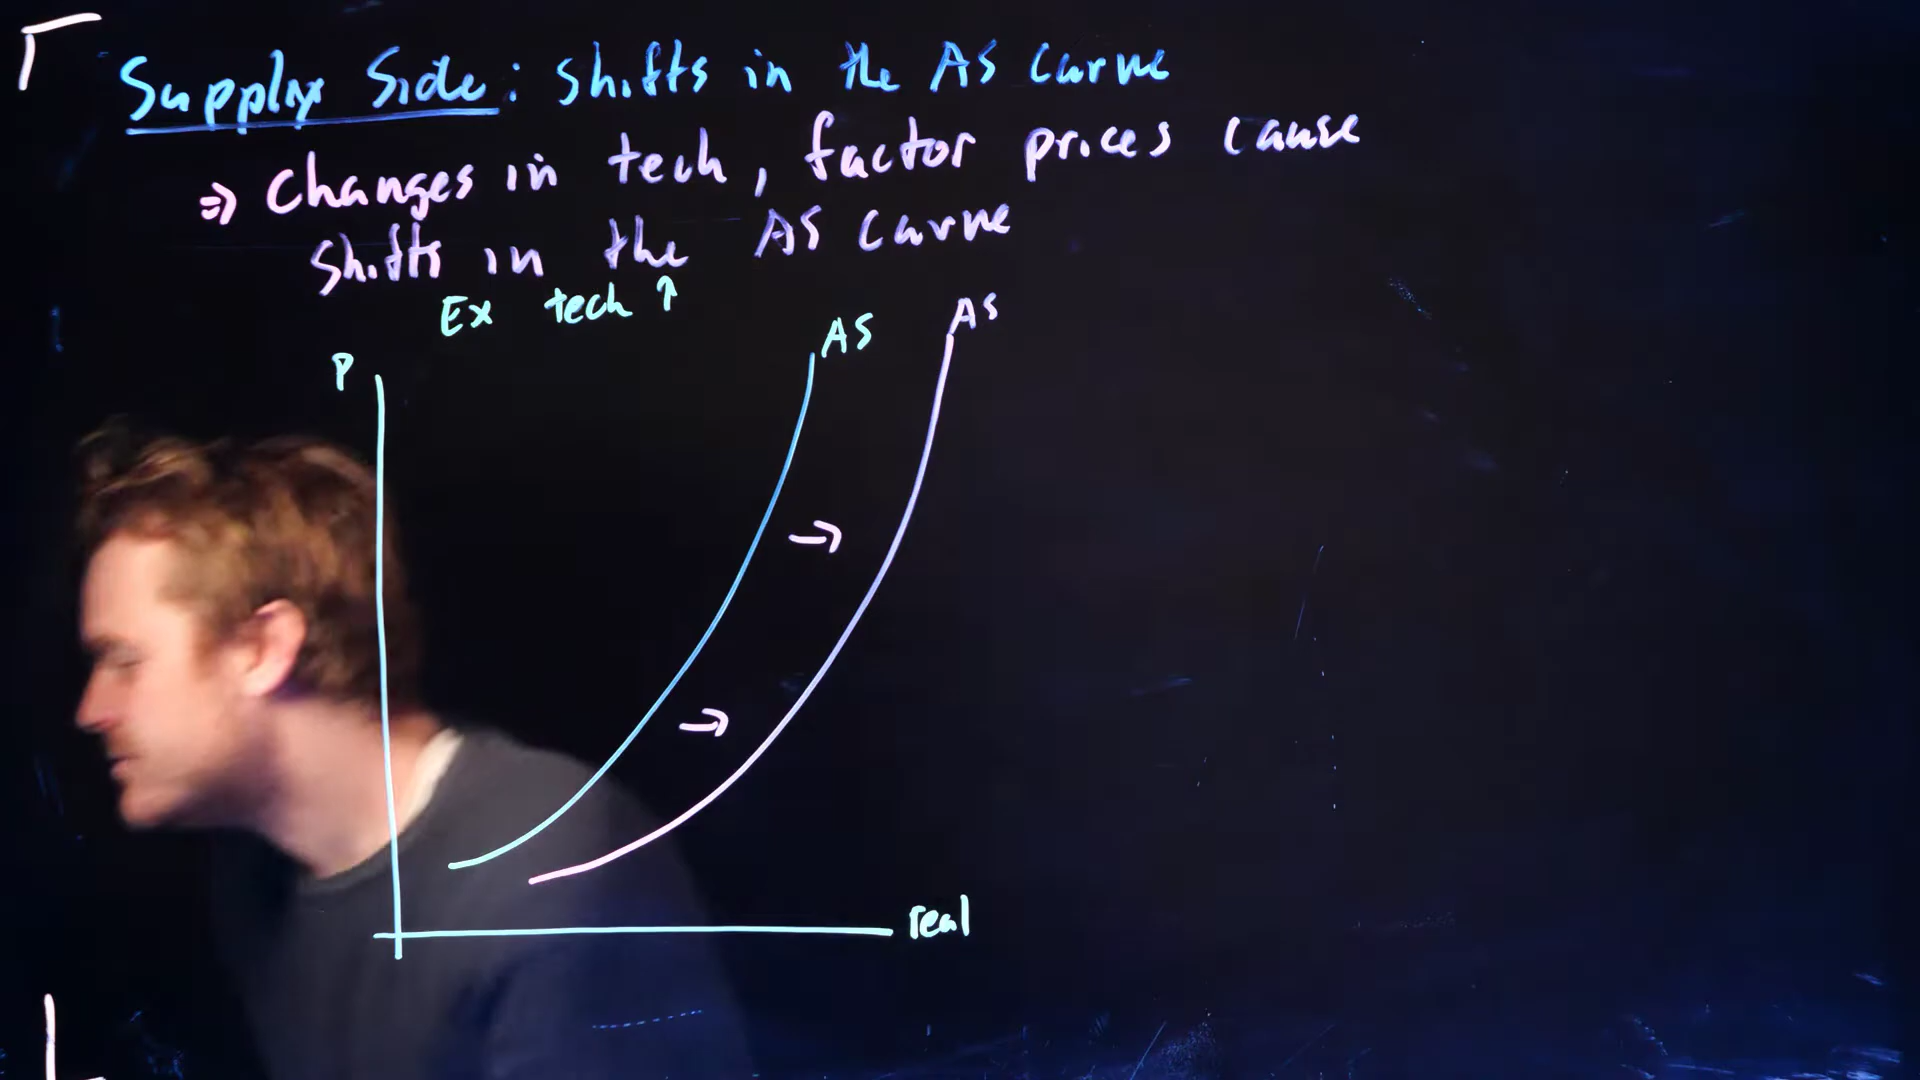 Supply Side: Shifts in the AS Curve
⇒ Changes in tech, factor prices cause
Shifts in the AS Curve
Ex tech ↑
AS
AS
P
→
→
real